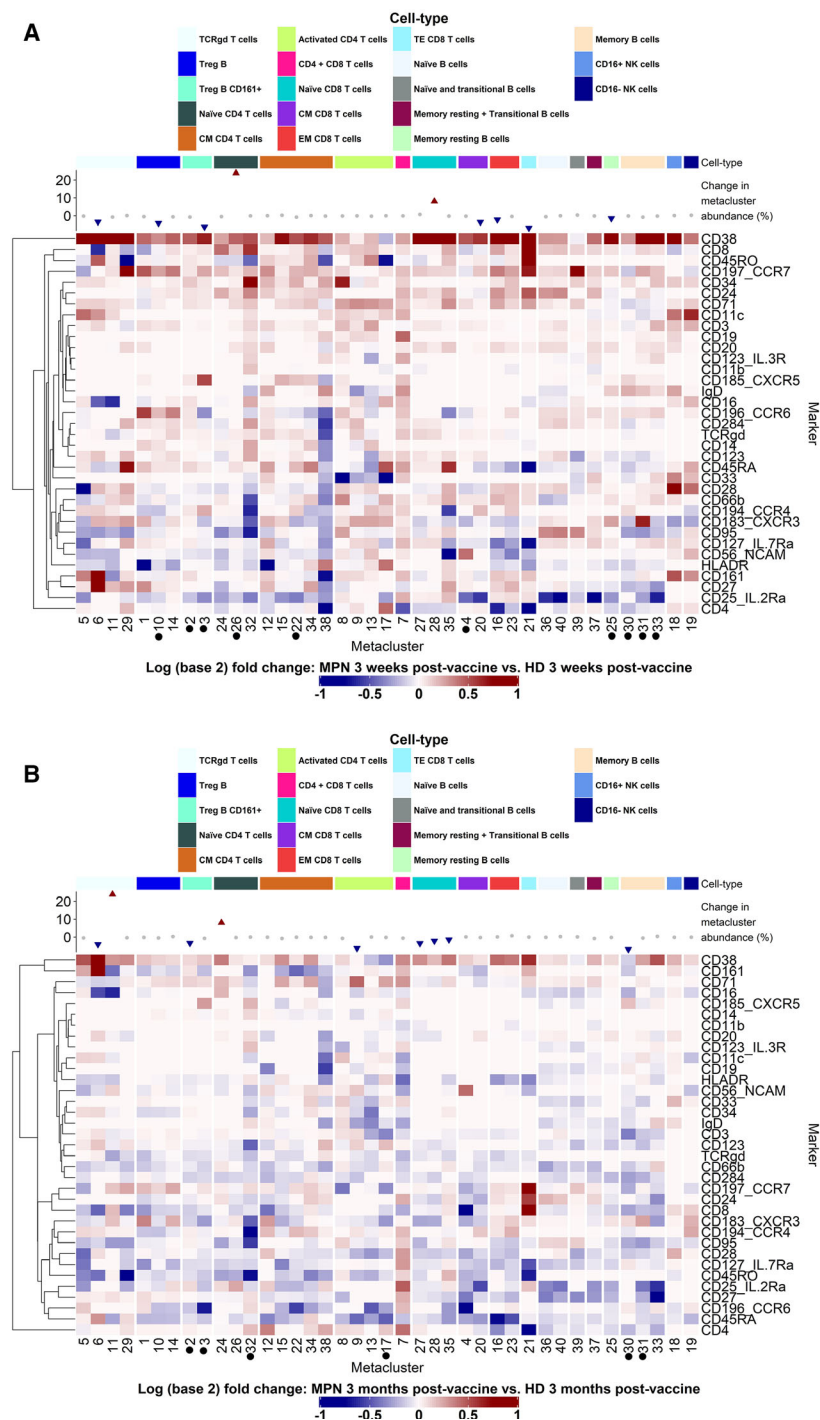 A
Cell-type
TCRgd T cells
Activated CD4 T cells
TE CD8 T cells
Memory B cells
Treg B
CD4 + CD8 T cells
Naïve B cells
CD16+ NK cells
Treg B CD161+
Naïve CD8 T cells
Naïve and transitional B cells
CD16- NK cells
Naïve CD4 T cells
CM CD8 T cells
Memory resting + Transitional B cells
CM CD4 T cells
EM CD8 T cells
Memory resting B cells
Cell-type
20
10
0
Change in
metacluster
abundance (%)
CD38
CD8
CD45RO
CD197_CCR7
CD34
CD24
CD71
CD11c
CD3
CD19
CD20
CD123_IL.3R
CD11b
CD185_CXCR5
IgD
CD16
CD196_CCR6
CD284
TCRgd
CD14
CD123
CD45RA
CD33
CD28
CD66b
CD194_CCR4
CD183_CXCR3
CD95
CD127_IL.7Ra
CD56_NCAM
HLADR
CD161
CD27
CD25_IL.2Ra
CD4
Marker
5 6 11 29 1 10 14 2 3 24 26 32 12 15 22 34 38 8 9 13 17 7 27 28 35 4 20 16 23 21 36 40 39 37 25 30 31 33 18 19
Metacluster
Log (base 2) fold change: MPN 3 weeks post-vaccine vs. HD 3 weeks post-vaccine
-1 -0.5 0 0.5 1
B
Cell-type
TCRgd T cells
Activated CD4 T cells
TE CD8 T cells
Memory B cells
Treg B
CD4 + CD8 T cells
Naïve B cells
CD16+ NK cells
Treg B CD161+
Naïve CD8 T cells
Naïve and transitional B cells
CD16- NK cells
Naïve CD4 T cells
CM CD8 T cells
Memory resting + Transitional B cells
CM CD4 T cells
EM CD8 T cells
Memory resting B cells
Cell-type
20
10
0
Change in
metacluster
abundance (%)
CD38
CD161
CD71
CD16
CD185_CXCR5
CD14
CD11b
CD20
CD123_IL.3R
CD11c
CD19
HLADR
CD56_NCAM
CD33
CD34
IgD
CD3
CD123
TCRgd
CD66b
CD284
CD197_CCR7
CD24
CD8
CD183_CXCR3
CD194_CCR4
CD95
CD28
CD127_IL.7Ra
CD45RO
CD25_IL.2Ra
CD27
CD196_CCR6
CD45RA
CD4
Marker
5 6 11 29 1 10 14 2 3 24 26 32 12 15 22 34 38 8 9 13 17 7 27 28 35 4 20 16 23 21 36 40 39 37 25 30 31 33 18 19
Metacluster
Log (base 2) fold change: MPN 3 months post-vaccine vs. HD 3 months post-vaccine
-1 -0.5 0 0.5 1